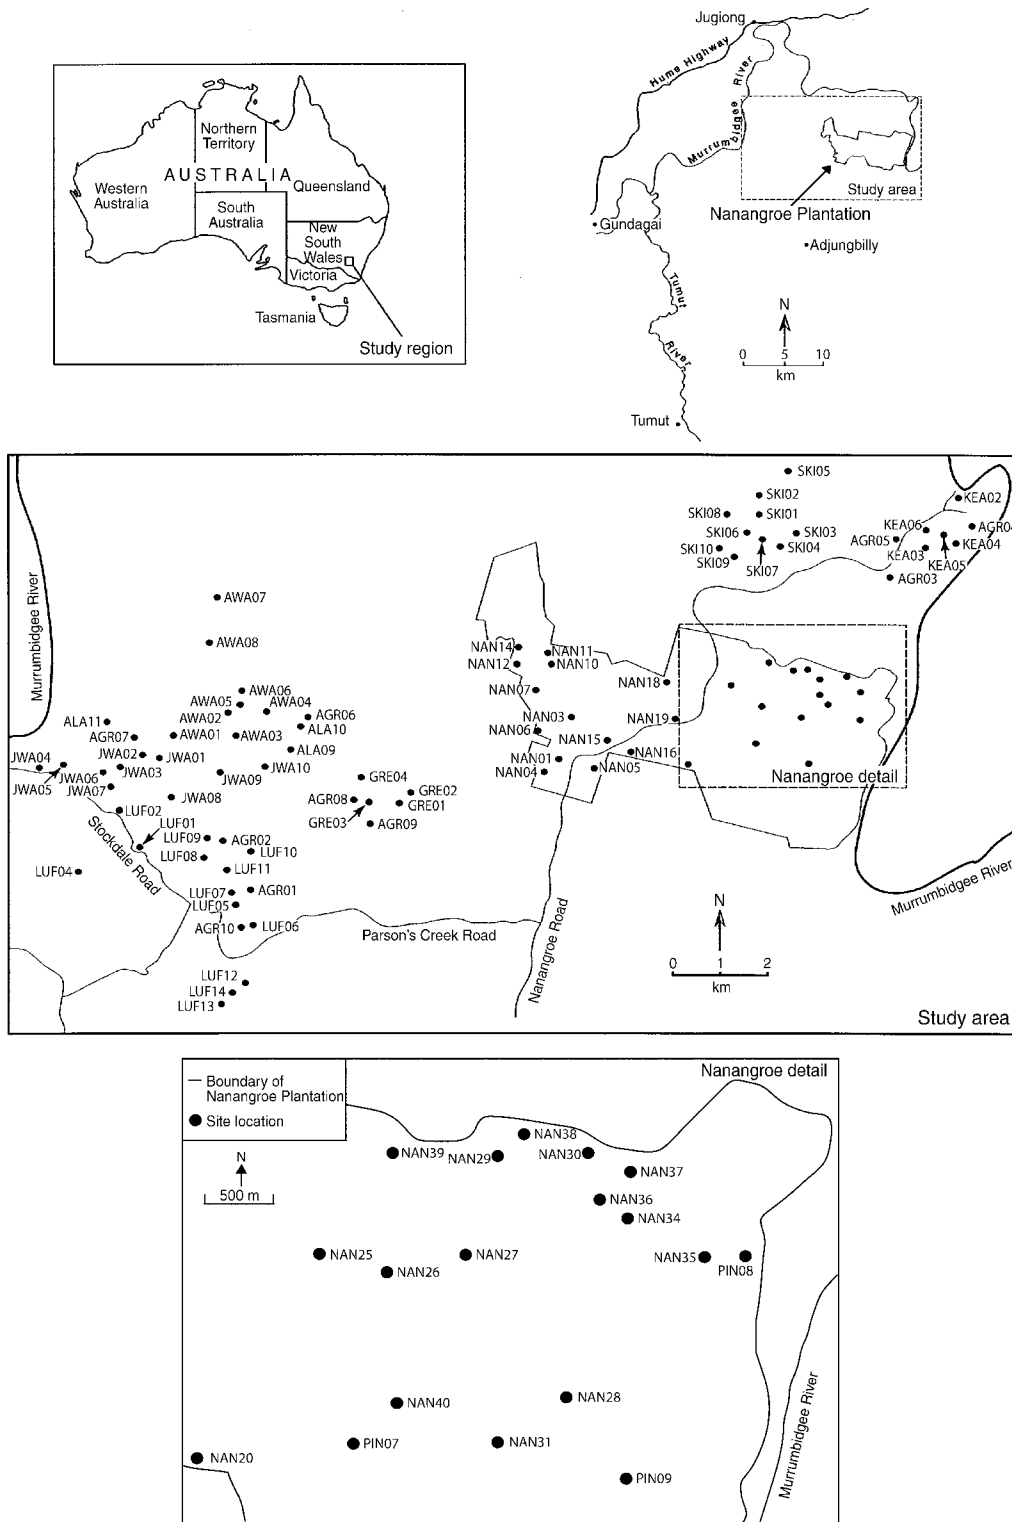 Northern
Territory
AUSTRALIA
Western
Australia
Queensland
South
Australia
New
South
Wales
Victoria
Tasmania
Study region
Jugiong
Hume Highway
Murrumbidgee River
Study area
Nanangroe Plantation
Gundagai
Adjungbilly
Tumut River
N
0 5 10
km
Tumut
SKI05
SKI02
SKI08
SKI01
SKI06
SKI03
SKI10
SKI04
SKI09
SKI07
KEA02
KEA06
AGR04
AGR05
KEA03
KEA04
KEA05
AGR03
Murrumbidgee River
AWA07
AWA08
AWA06
AWA05
AWA04
AWA02
AGR06
ALA11
ALA10
AGR07
AWA01
AWA03
ALA09
JWA04
JWA02
JWA01
JWA03
JWA10
JWA06
JWA09
JWA05
JWA07
JWA08
GRE04
GRE02
AGR08
GRE01
GRE03
AGR09
LUF02
LUF01
LUF09
AGR02
LUF10
LUF08
LUF04
LUF11
LUF07
AGR01
LUF05
AGR10
LUF06
LUF12
LUF14
LUF13
Stockdale Road
Parson's Creek Road
Nanangroe Road
NAN14
NAN11
NAN12
NAN10
NAN07
NAN18
NAN03
NAN19
NAN06
NAN15
NAN16
NAN01
NAN04
NAN05
Nanangroe detail
Murrumbidgee River
N
0 1 2
km
Study area
Boundary of
Nanangroe Plantation
Site location
N
500 m
Nanangroe detail
NAN38
NAN39
NAN29
NAN30
NAN37
NAN36
NAN34
NAN25
NAN27
NAN35
NAN26
PIN08
NAN28
NAN40
PIN07
NAN31
NAN20
PIN09
Murrumbidgee River